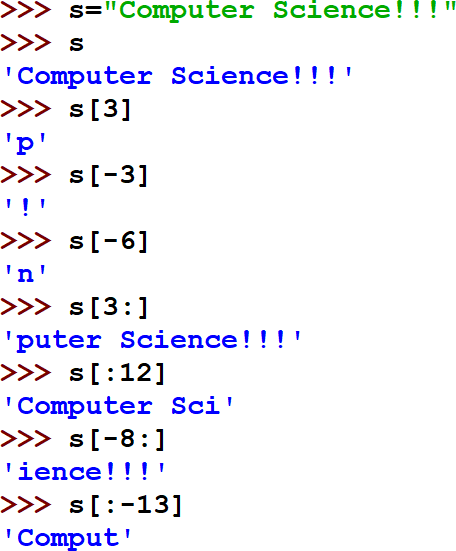 >>> s="Computer Science!!!"
>>> s
'Computer Science!!!'
>>> s[3]
'p'
>>> s[-3]
'!'
>>> s[-6]
'n'
>>> s[3:]
'puter Science!!!'
>>> s[:12]
'Computer Sci'
>>> s[-8:]
'ience!!!'
>>> s[:-13]
'Comput'